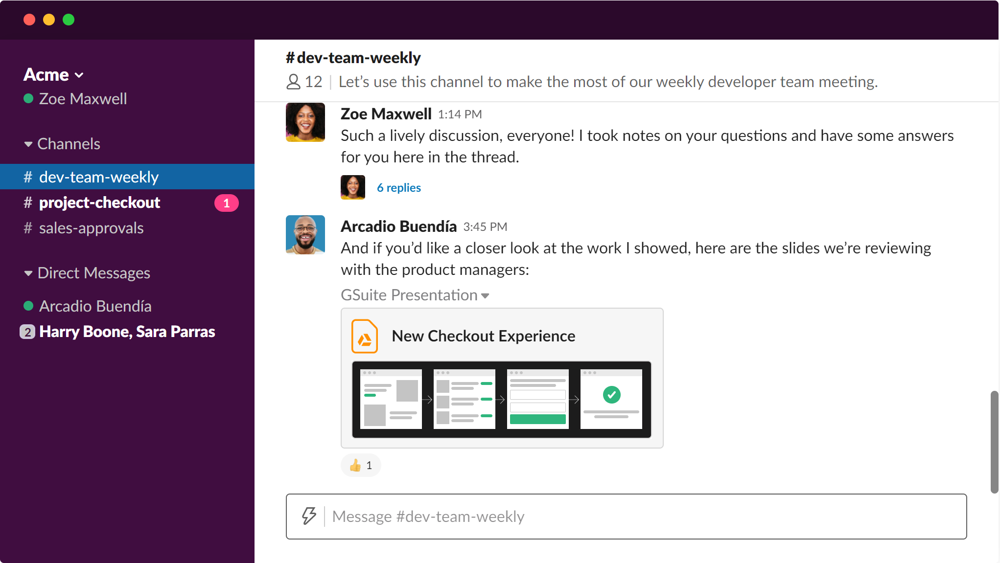 Acme
Zoe Maxwell
Channels
# dev-team-weekly
# project-checkout 1
# sales-approvals
Direct Messages
Arcadio Buendía
2 Harry Boone, Sara Parras
#dev-team-weekly
12 | Let’s use this channel to make the most of our weekly developer team meeting.
Zoe Maxwell 1:14 PM
Such a lively discussion, everyone! I took notes on your questions and have some answers
for you here in the thread.
6 replies
Arcadio Buendía 3:45 PM
And if you’d like a closer look at the work I showed, here are the slides we’re reviewing
with the product managers:
GSuite Presentation
New Checkout Experience
👍 1
Message #dev-team-weekly